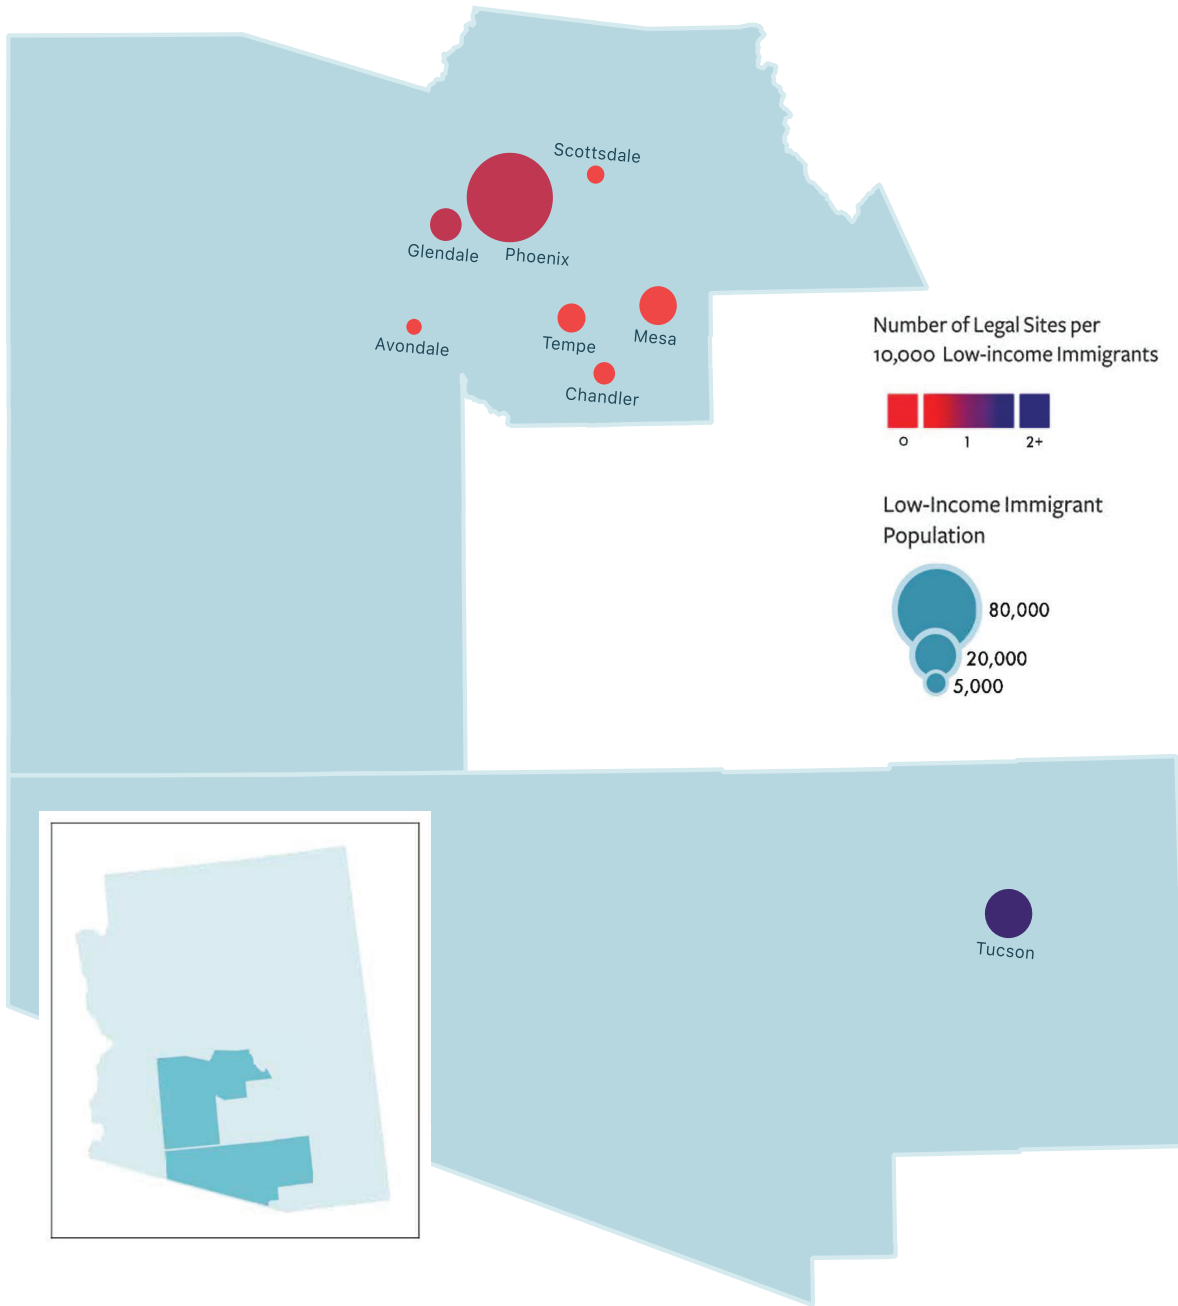 Scottsdale
Glendale
Phoenix
Avondale
Tempe
Mesa
Chandler
Number of Legal Sites per
10,000 Low-income Immigrants
0 1 2+
Low-Income Immigrant
Population
80,000
20,000
5,000
Tucson